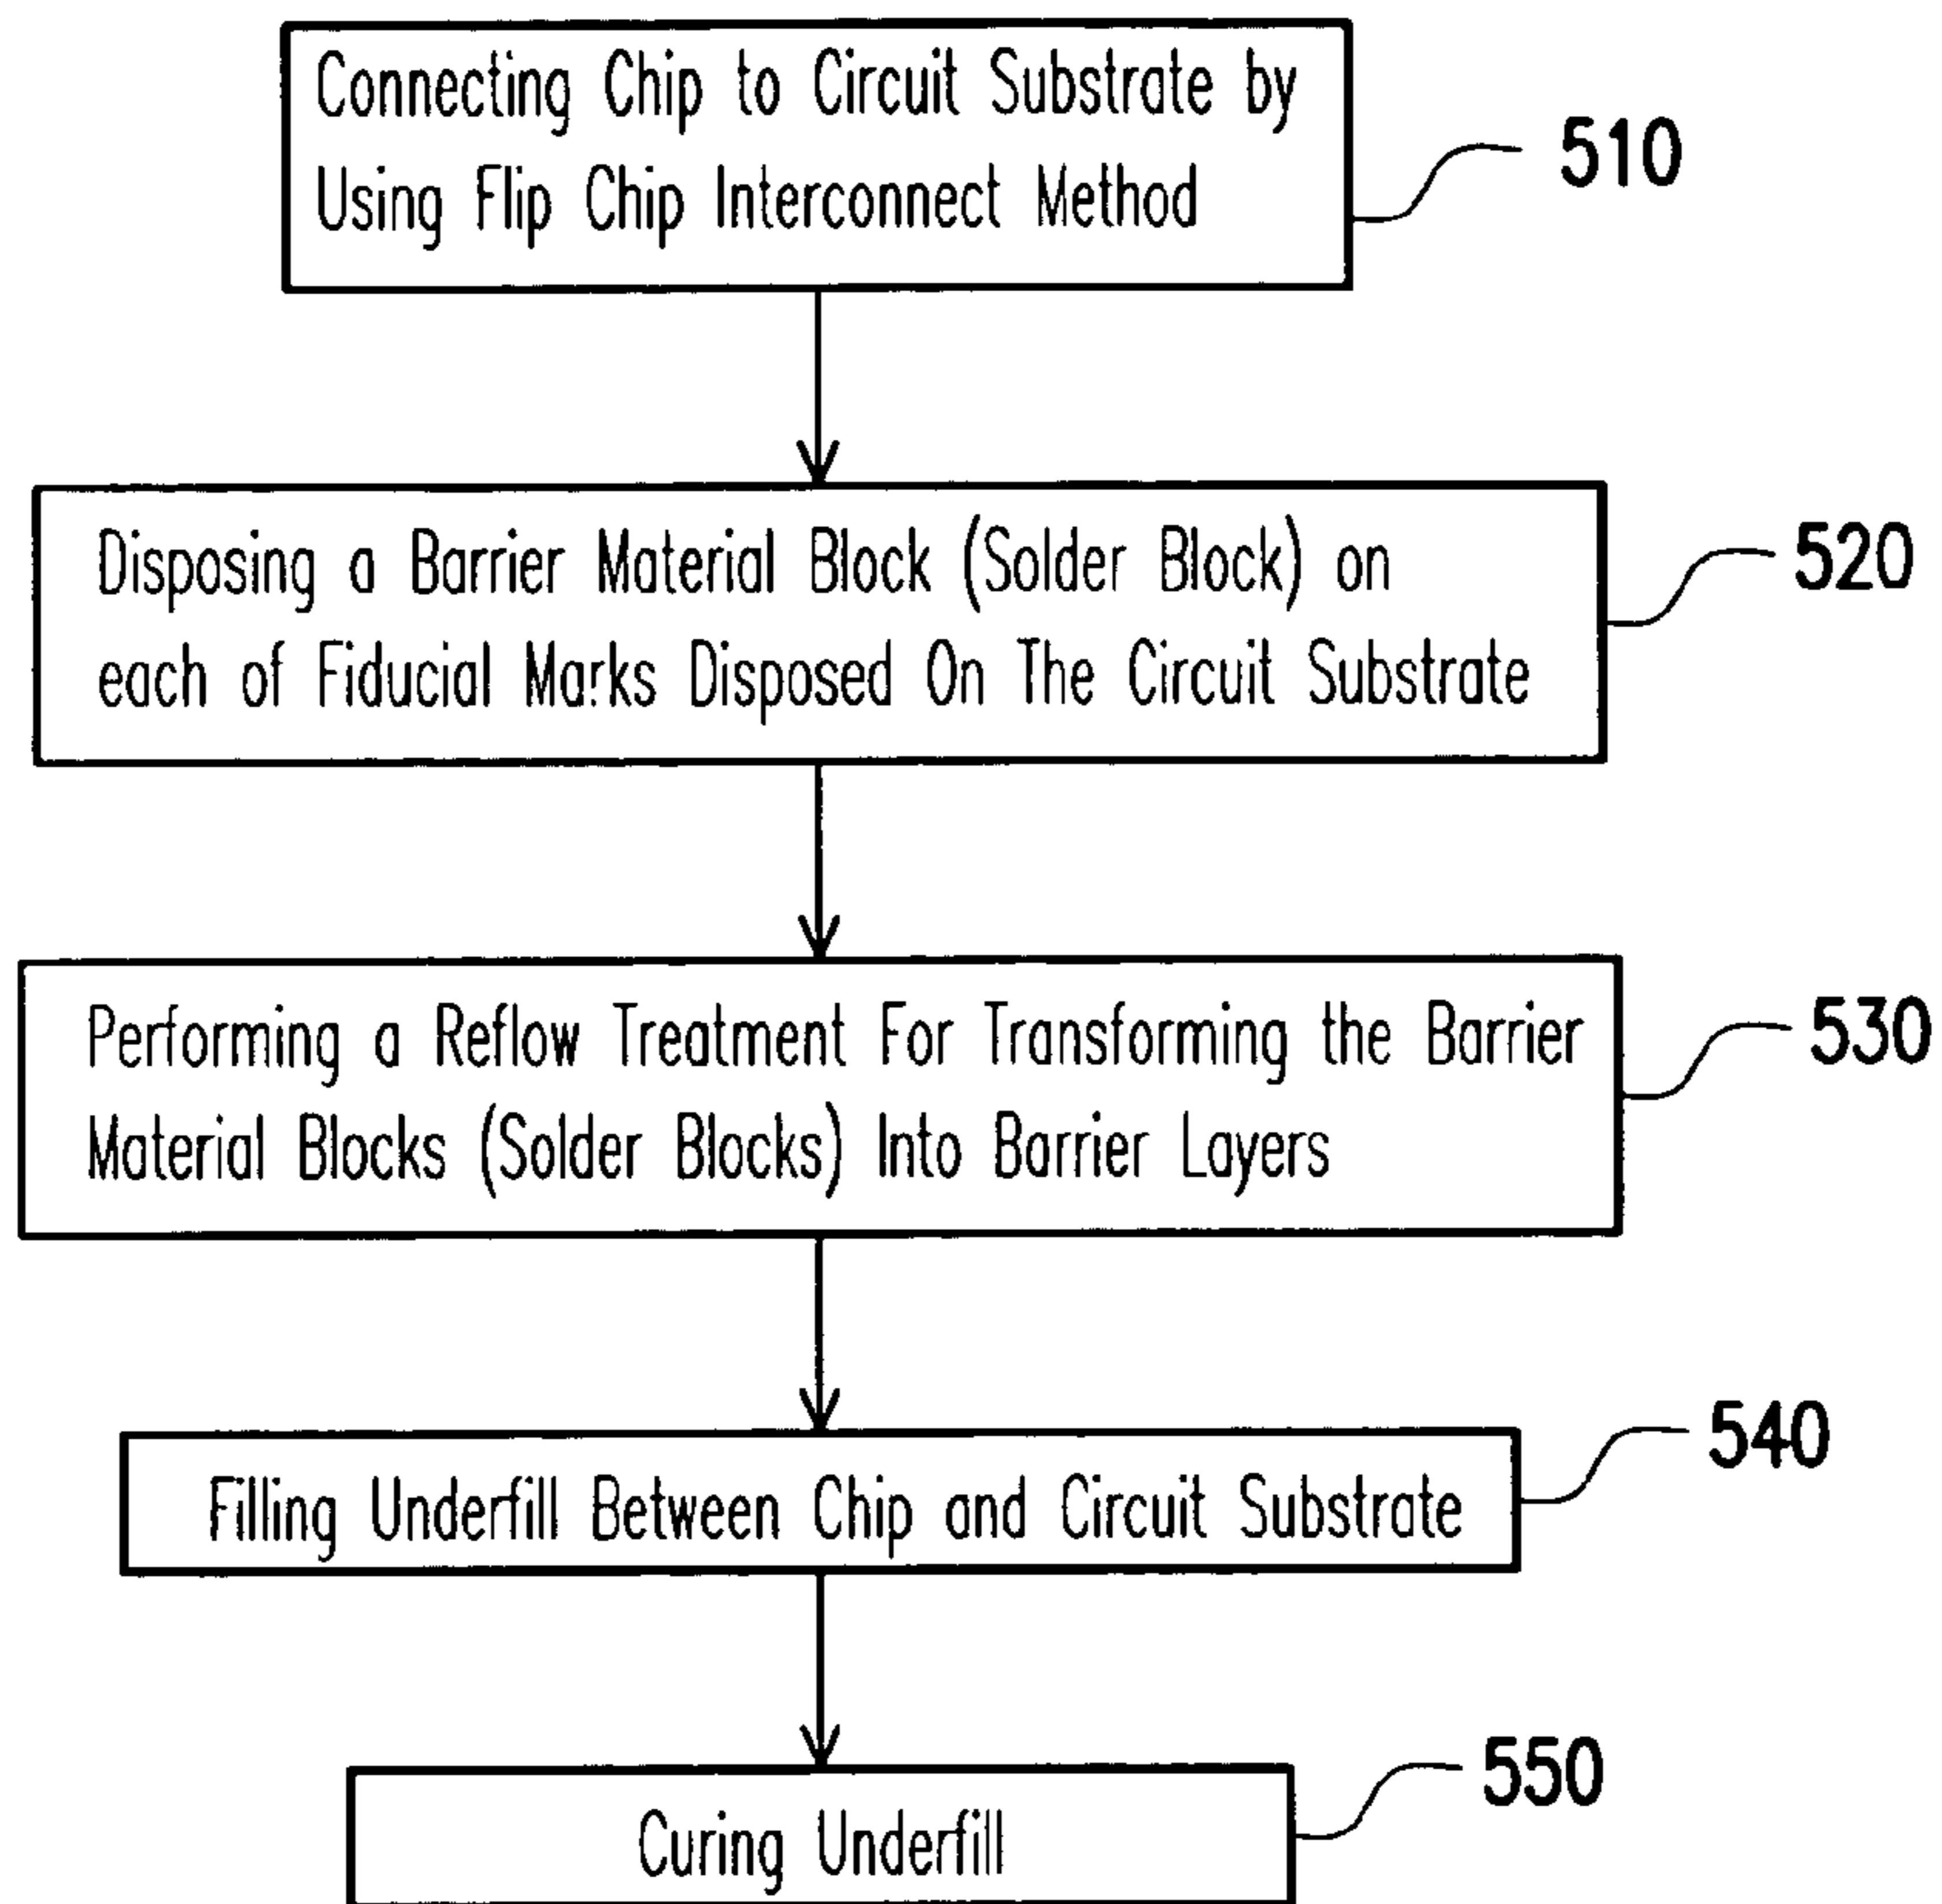 Connecting Chip to Circuit Substrate by
Using Flip Chip Interconnect Method
510
Disposing a Barrier Material Block (Solder Block) on
each of Fiducial Marks Disposed On The Circuit Substrate
520
Performing a Reflow Treatment For Transforming the Barrier
Material Blocks (Solder Blocks) Into Barrier Layers
530
Filling Underfill Between Chip and Circuit Substrate
540
Curing Underfill
550